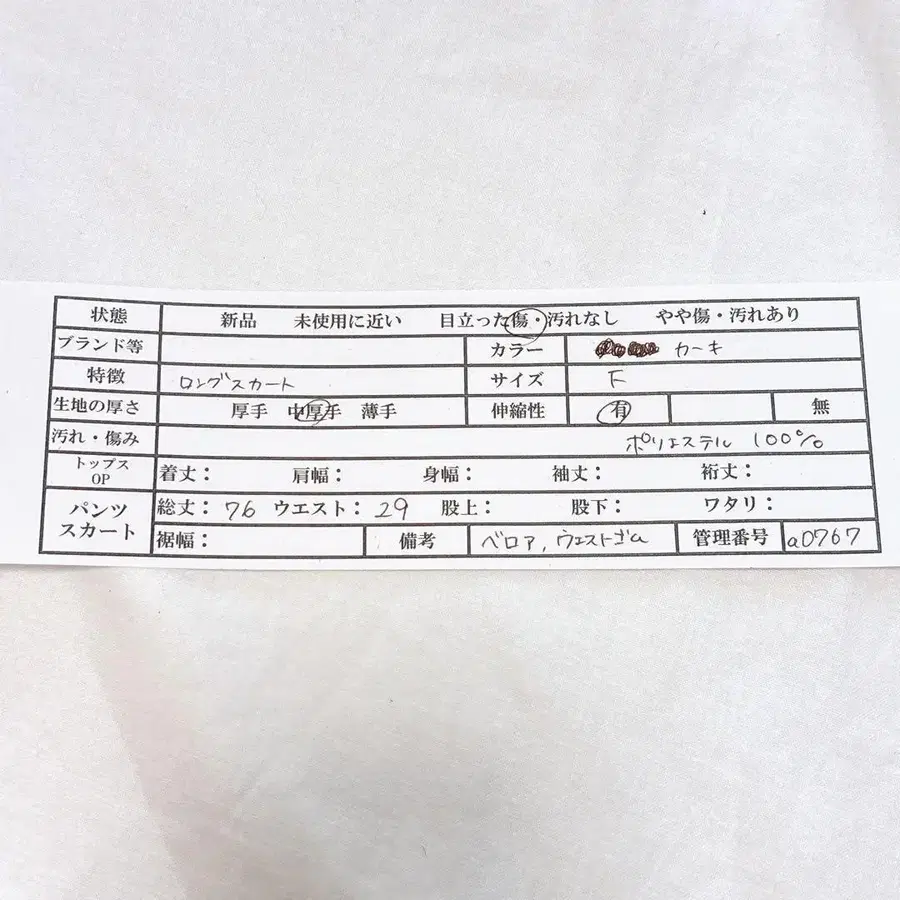 状態 新品 未使用に近い 目立った傷・汚れなし やや傷・汚れあり
ブランド等 カラー カーキ
特徴 ロングスカート サイズ F
生地の厚さ 厚手 中厚手 薄手 伸縮性 有 無
汚れ・傷み ポリエステル 100%
トップス OP 着丈: 肩幅: 身幅: 袖丈: 裄丈:
パンツ スカート 総丈: 76 ウエスト: 29 股上: 股下: ワタリ:
裾幅: 備考 ベロア, ウエストゴム 管理番号 a0767